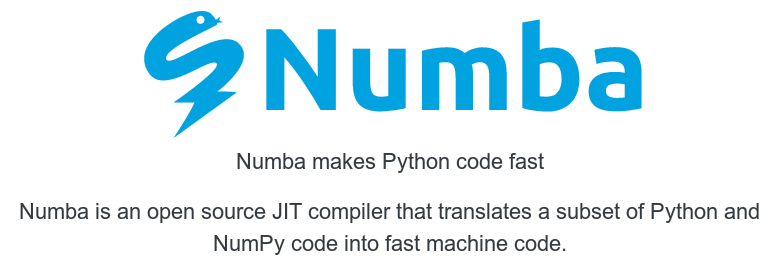 Numba
Numba makes Python code fast
Numba is an open source JIT compiler that translates a subset of Python and
NumPy code into fast machine code.